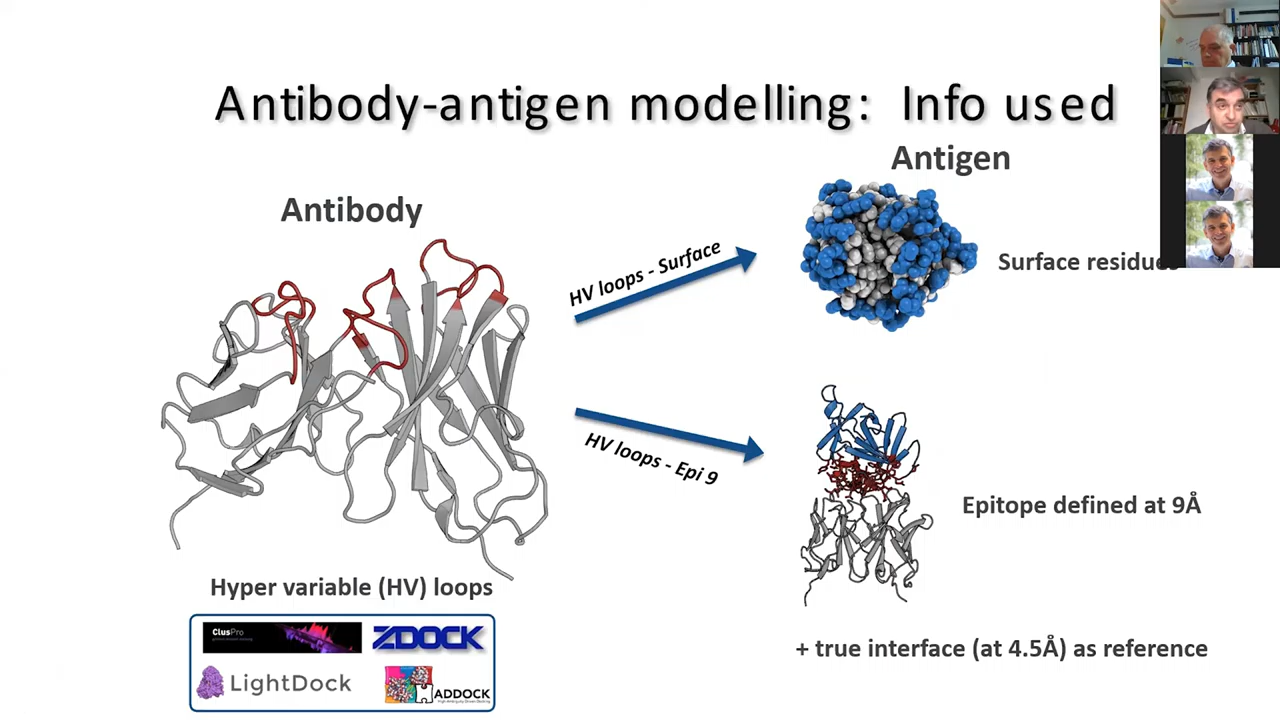 Antibody-antigen modelling: Info used
Antigen
Antibody
HV loops - Surface
Surface residues
HV loops - Epi 9
Epitope defined at 9Å
Hyper variable (HV) loops
ClusPro
ZDOCK
+ true interface (at 4.5Å) as reference
LightDock
ADDOCK